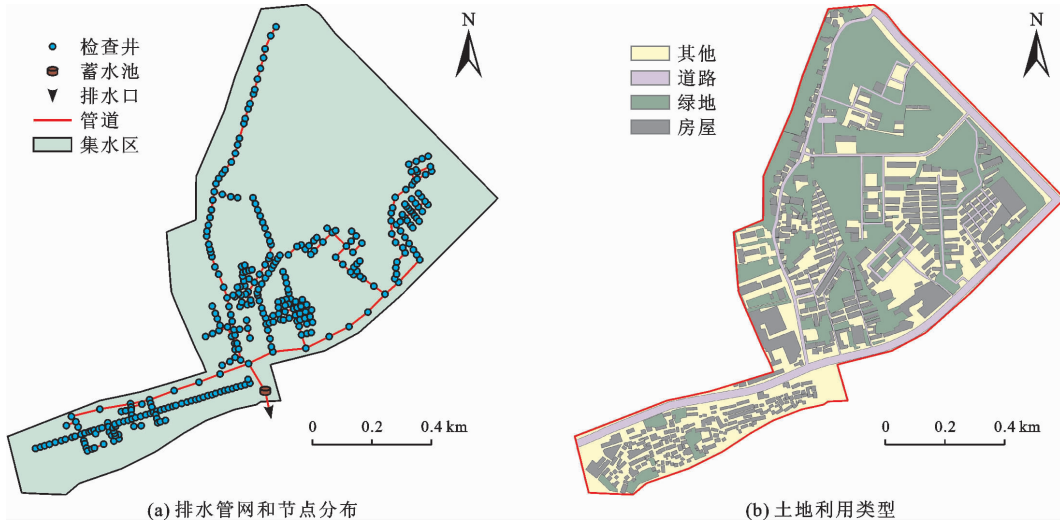 N
检查井
蓄水池
排水口
管道
集水区
0 0.2 0.4 km
(a) 排水管网和节点分布
N
其他
道路
绿地
房屋
0 0.2 0.4 km
(b) 土地利用类型